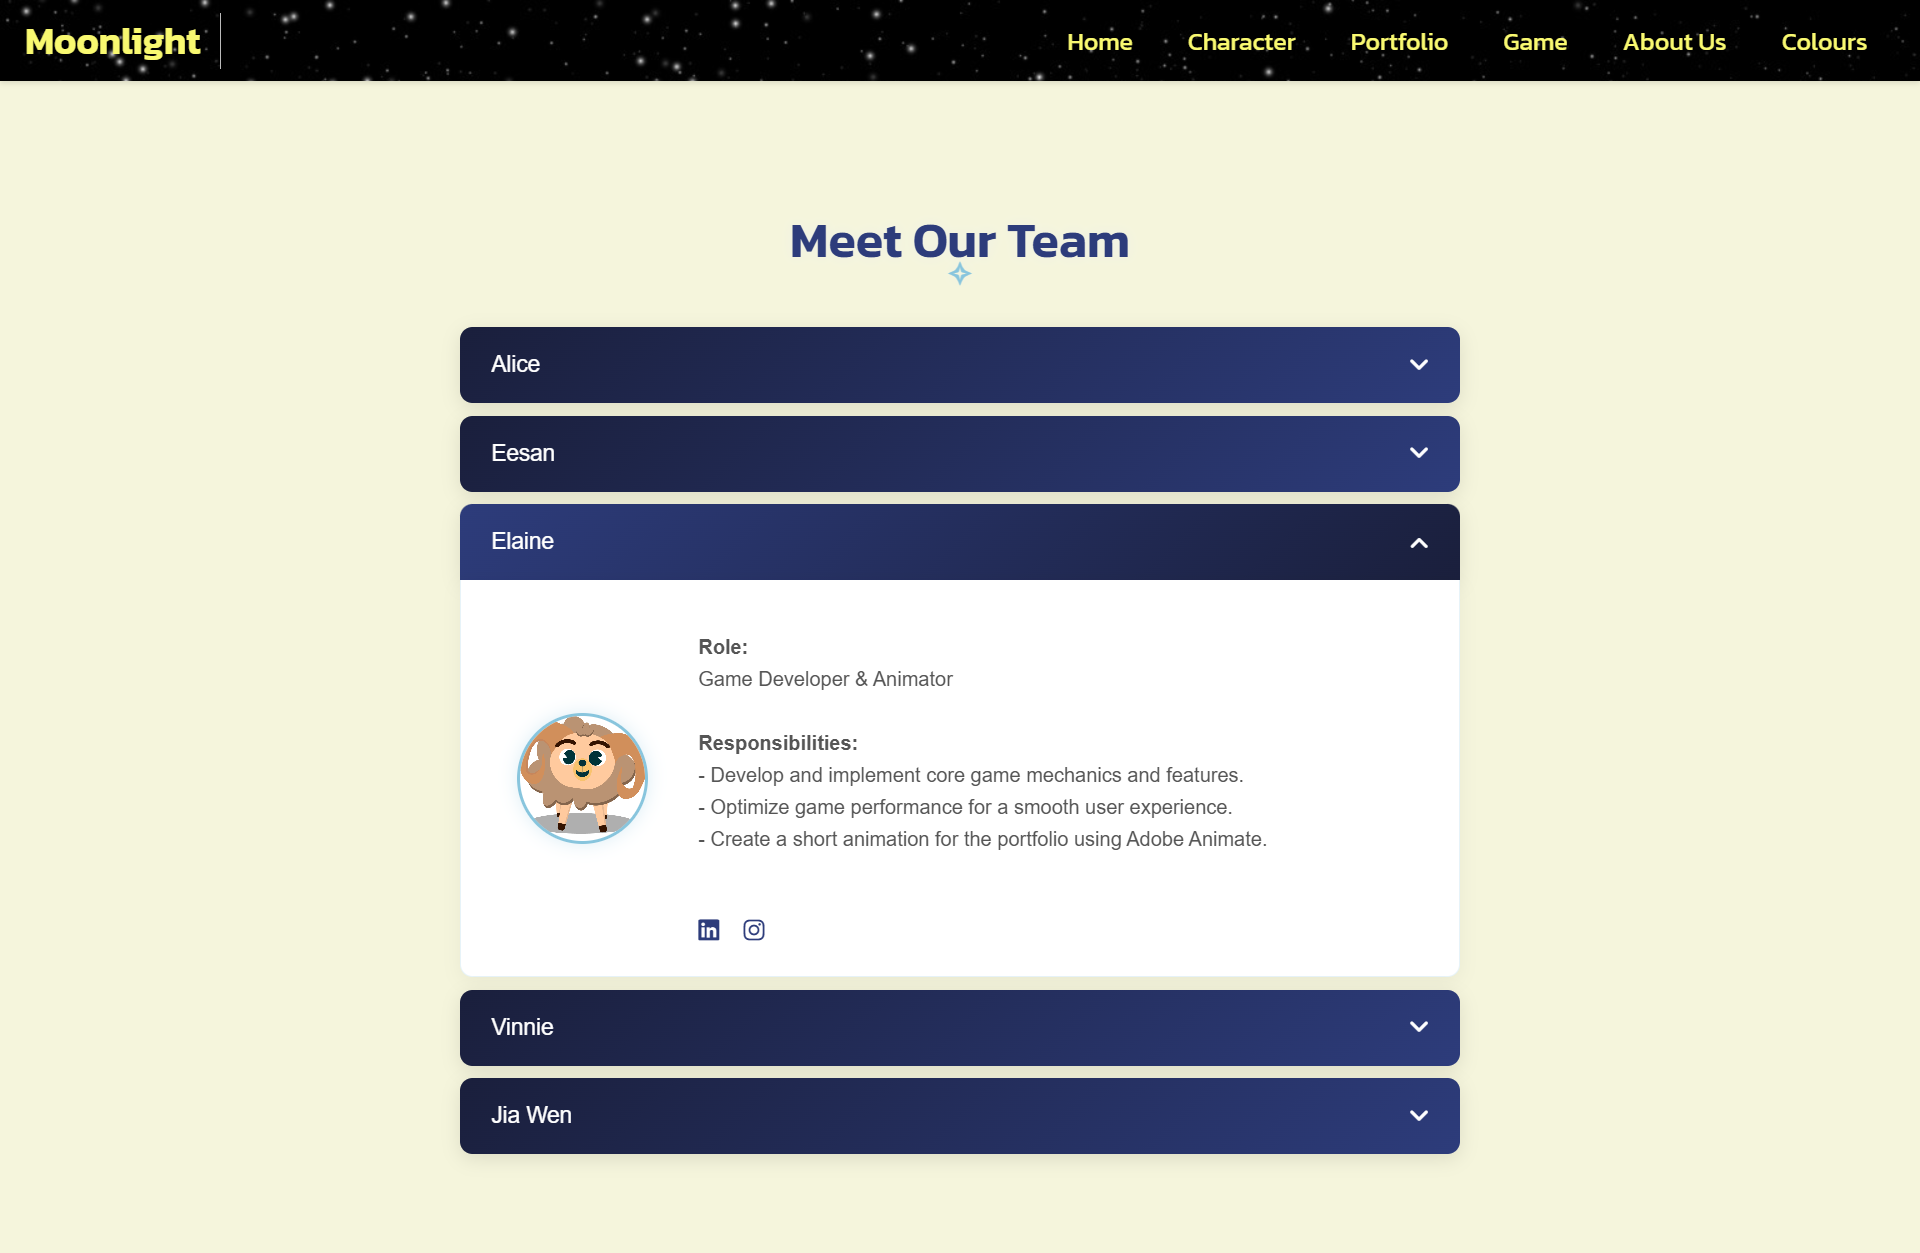 Moonlight
Home Character Portfolio Game About Us Colours
Meet Our Team
Alice
Eesan
Elaine
Role:
Game Developer & Animator
Responsibilities:
- Develop and implement core game mechanics and features.
- Optimize game performance for a smooth user experience.
- Create a short animation for the portfolio using Adobe Animate.
in
Vinnie
Jia Wen